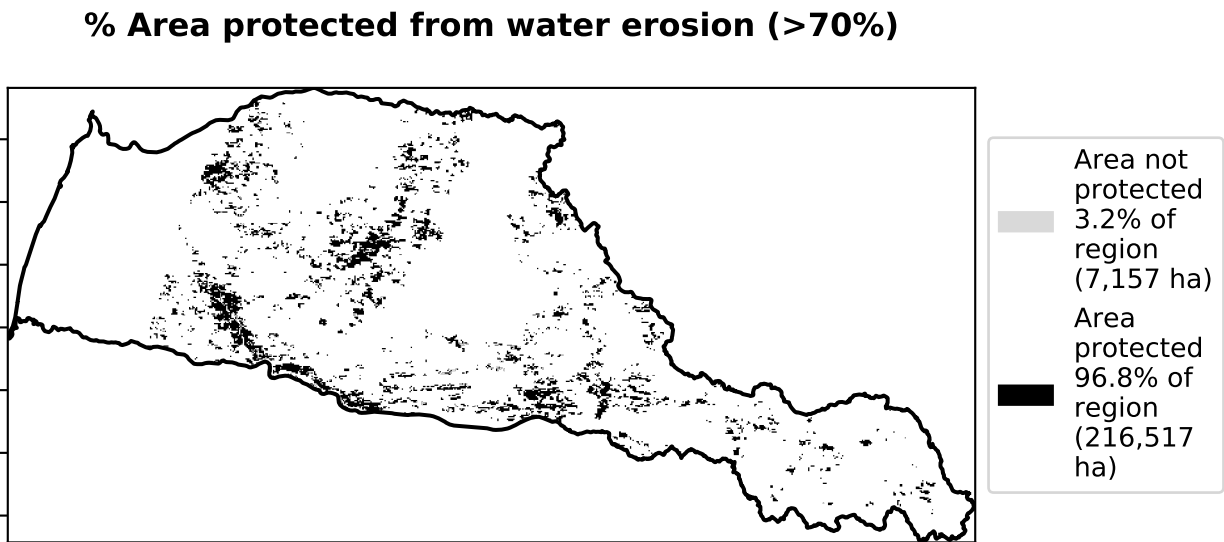 % Area protected from water erosion (>70%)
Area not
protected
3.2% of
region
(7,157 ha)
Area
protected
96.8% of
region
(216,517
ha)